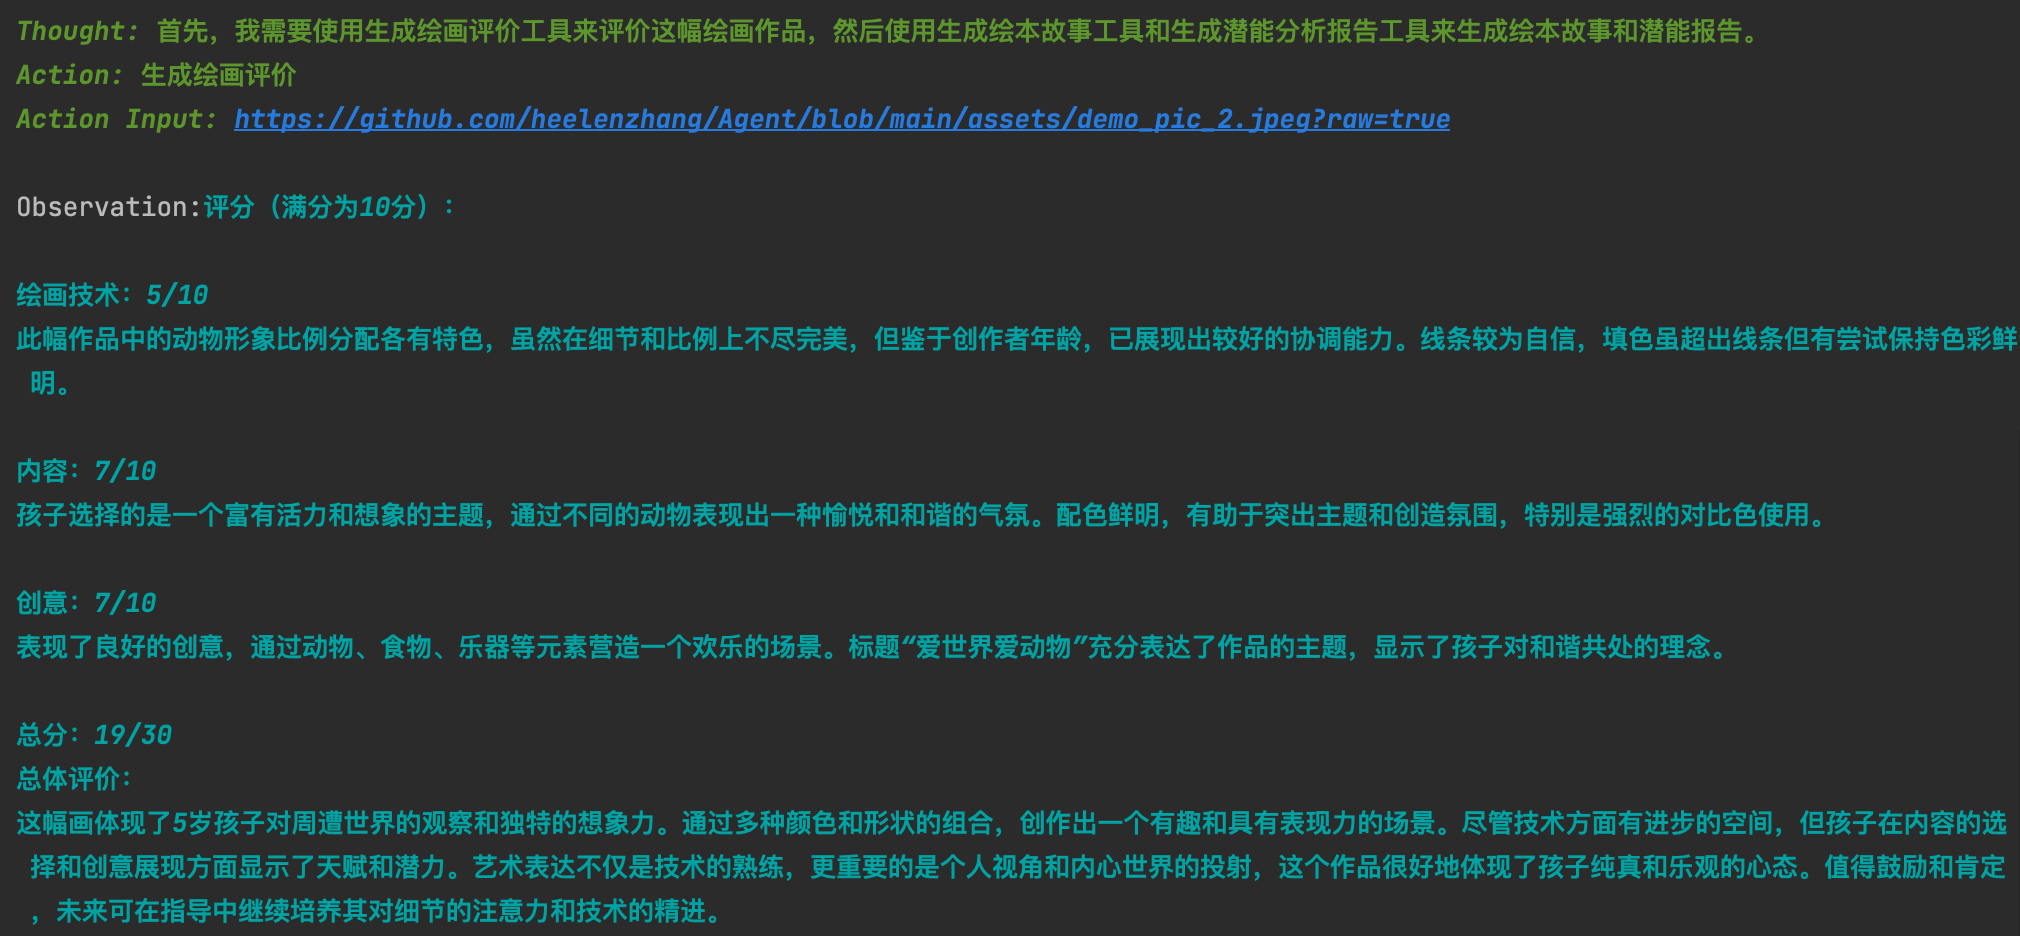 Thought: 首先，我需要使用生成绘画评价工具来评价这幅绘画作品，然后使用生成绘本故事工具和生成潜能分析报告工具来生成绘本故事和潜能报告。
Action: 生成绘画评价
Action Input: https://github.com/heelenzhang/Agent/blob/main/assets/demo_pic_2.jpeg?raw=true
Observation:评分（满分为10分）：
绘画技术：5/10
此幅作品中的动物形象比例分配各有特色，虽然在细节和比例上不尽完美，但鉴于创作者年龄，已展现出较好的协调能力。线条较为自信，填色虽超出线条但有尝试保持色彩鲜
明。
内容：7/10
孩子选择的是一个富有活力和想象的主题，通过不同的动物表现出一种愉悦和和谐的气氛。配色鲜明，有助于突出主题和创造氛围，特别是强烈的对比色使用。
创意：7/10
表现了良好的创意，通过动物、食物、乐器等元素营造一个欢乐的场景。标题“爱世界爱动物”充分表达了作品的主题，显示了孩子对和谐共处的理念。
总分：19/30
总体评价：
这幅画体现了5岁孩子对周遭世界的观察和独特的想象力。通过多种颜色和形状的组合，创作出一个有趣和具有表现力的场景。尽管技术方面有进步的空间，但孩子在内容的选
择和创意展现方面显示了天赋和潜力。艺术表达不仅是技术的熟练，更重要的是个人视角和内心世界的投射，这个作品很好地体现了孩子纯真和乐观的心态。值得鼓励和肯定
，未来可在指导中继续培养其对细节的注意力和技术的精进。